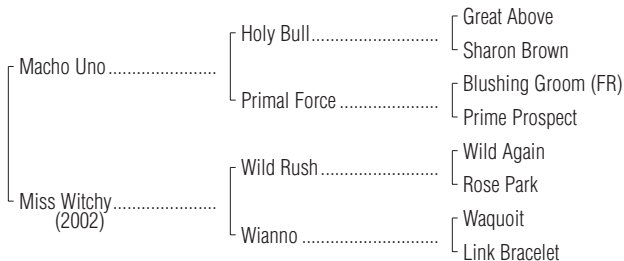 Great Above
Holy Bull
Sharon Brown
Macho Uno
Blushing Groom (FR)
Primal Force
Prime Prospect
Wild Again
Wild Rush
Rose Park
Miss Witchy
(2002)
Waquoit
Wianno
Link Bracelet